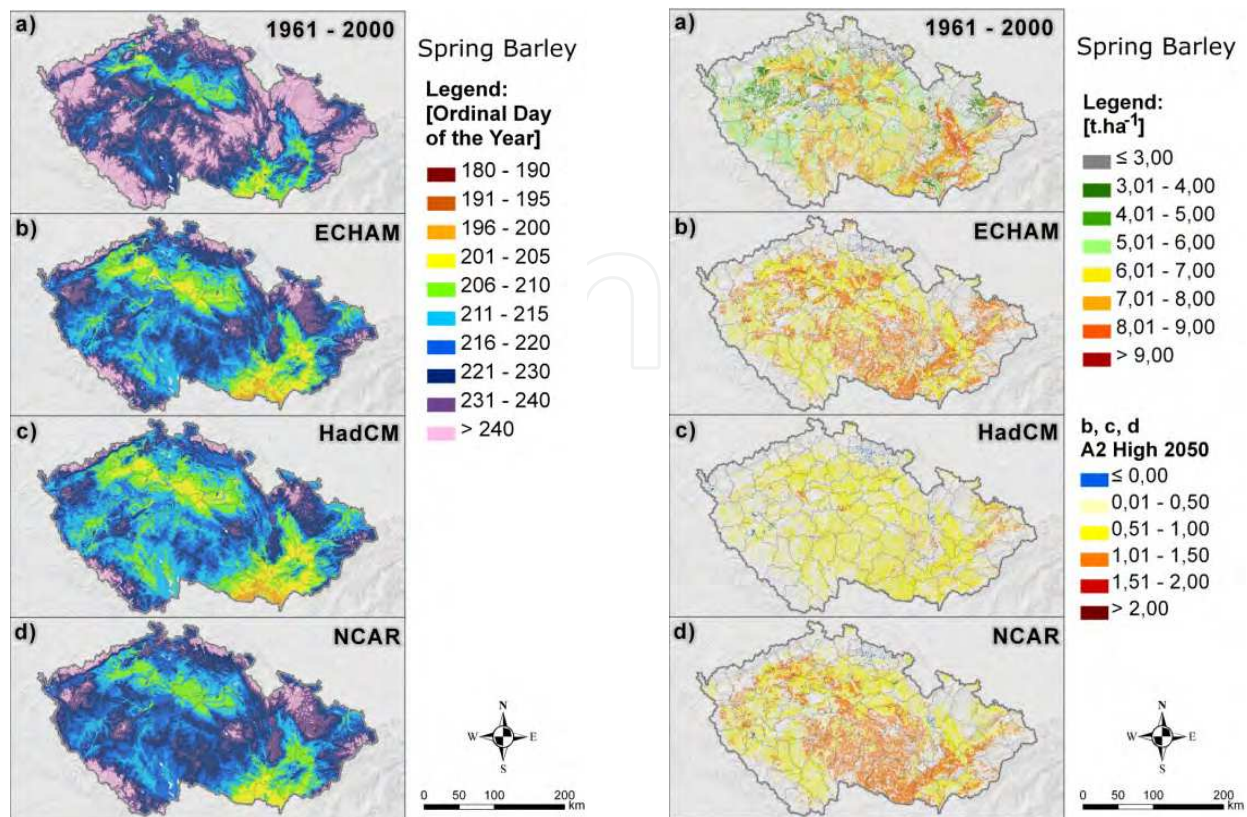 a)
1961 - 2000
Spring Barley
Legend:
[Ordinal Day
of the Year]
180 - 190
191 - 195
196 - 200
201 - 205
206 - 210
211 - 215
216 - 220
221 - 230
231 - 240
> 240
b)
ECHAM
c)
HadCM
d)
NCAR
N
W
E
S
0 50 100 200
km
a)
1961 - 2000
Spring Barley
Legend:
[t.ha⁻¹]
≤ 3,00
3,01 - 4,00
4,01 - 5,00
5,01 - 6,00
6,01 - 7,00
7,01 - 8,00
8,01 - 9,00
> 9,00
b)
ECHAM
b, c, d
A2 High 2050
≤ 0,00
0,01 - 0,50
0,51 - 1,00
1,01 - 1,50
1,51 - 2,00
> 2,00
c)
HadCM
d)
NCAR
N
W
E
S
0 50 100 200
km